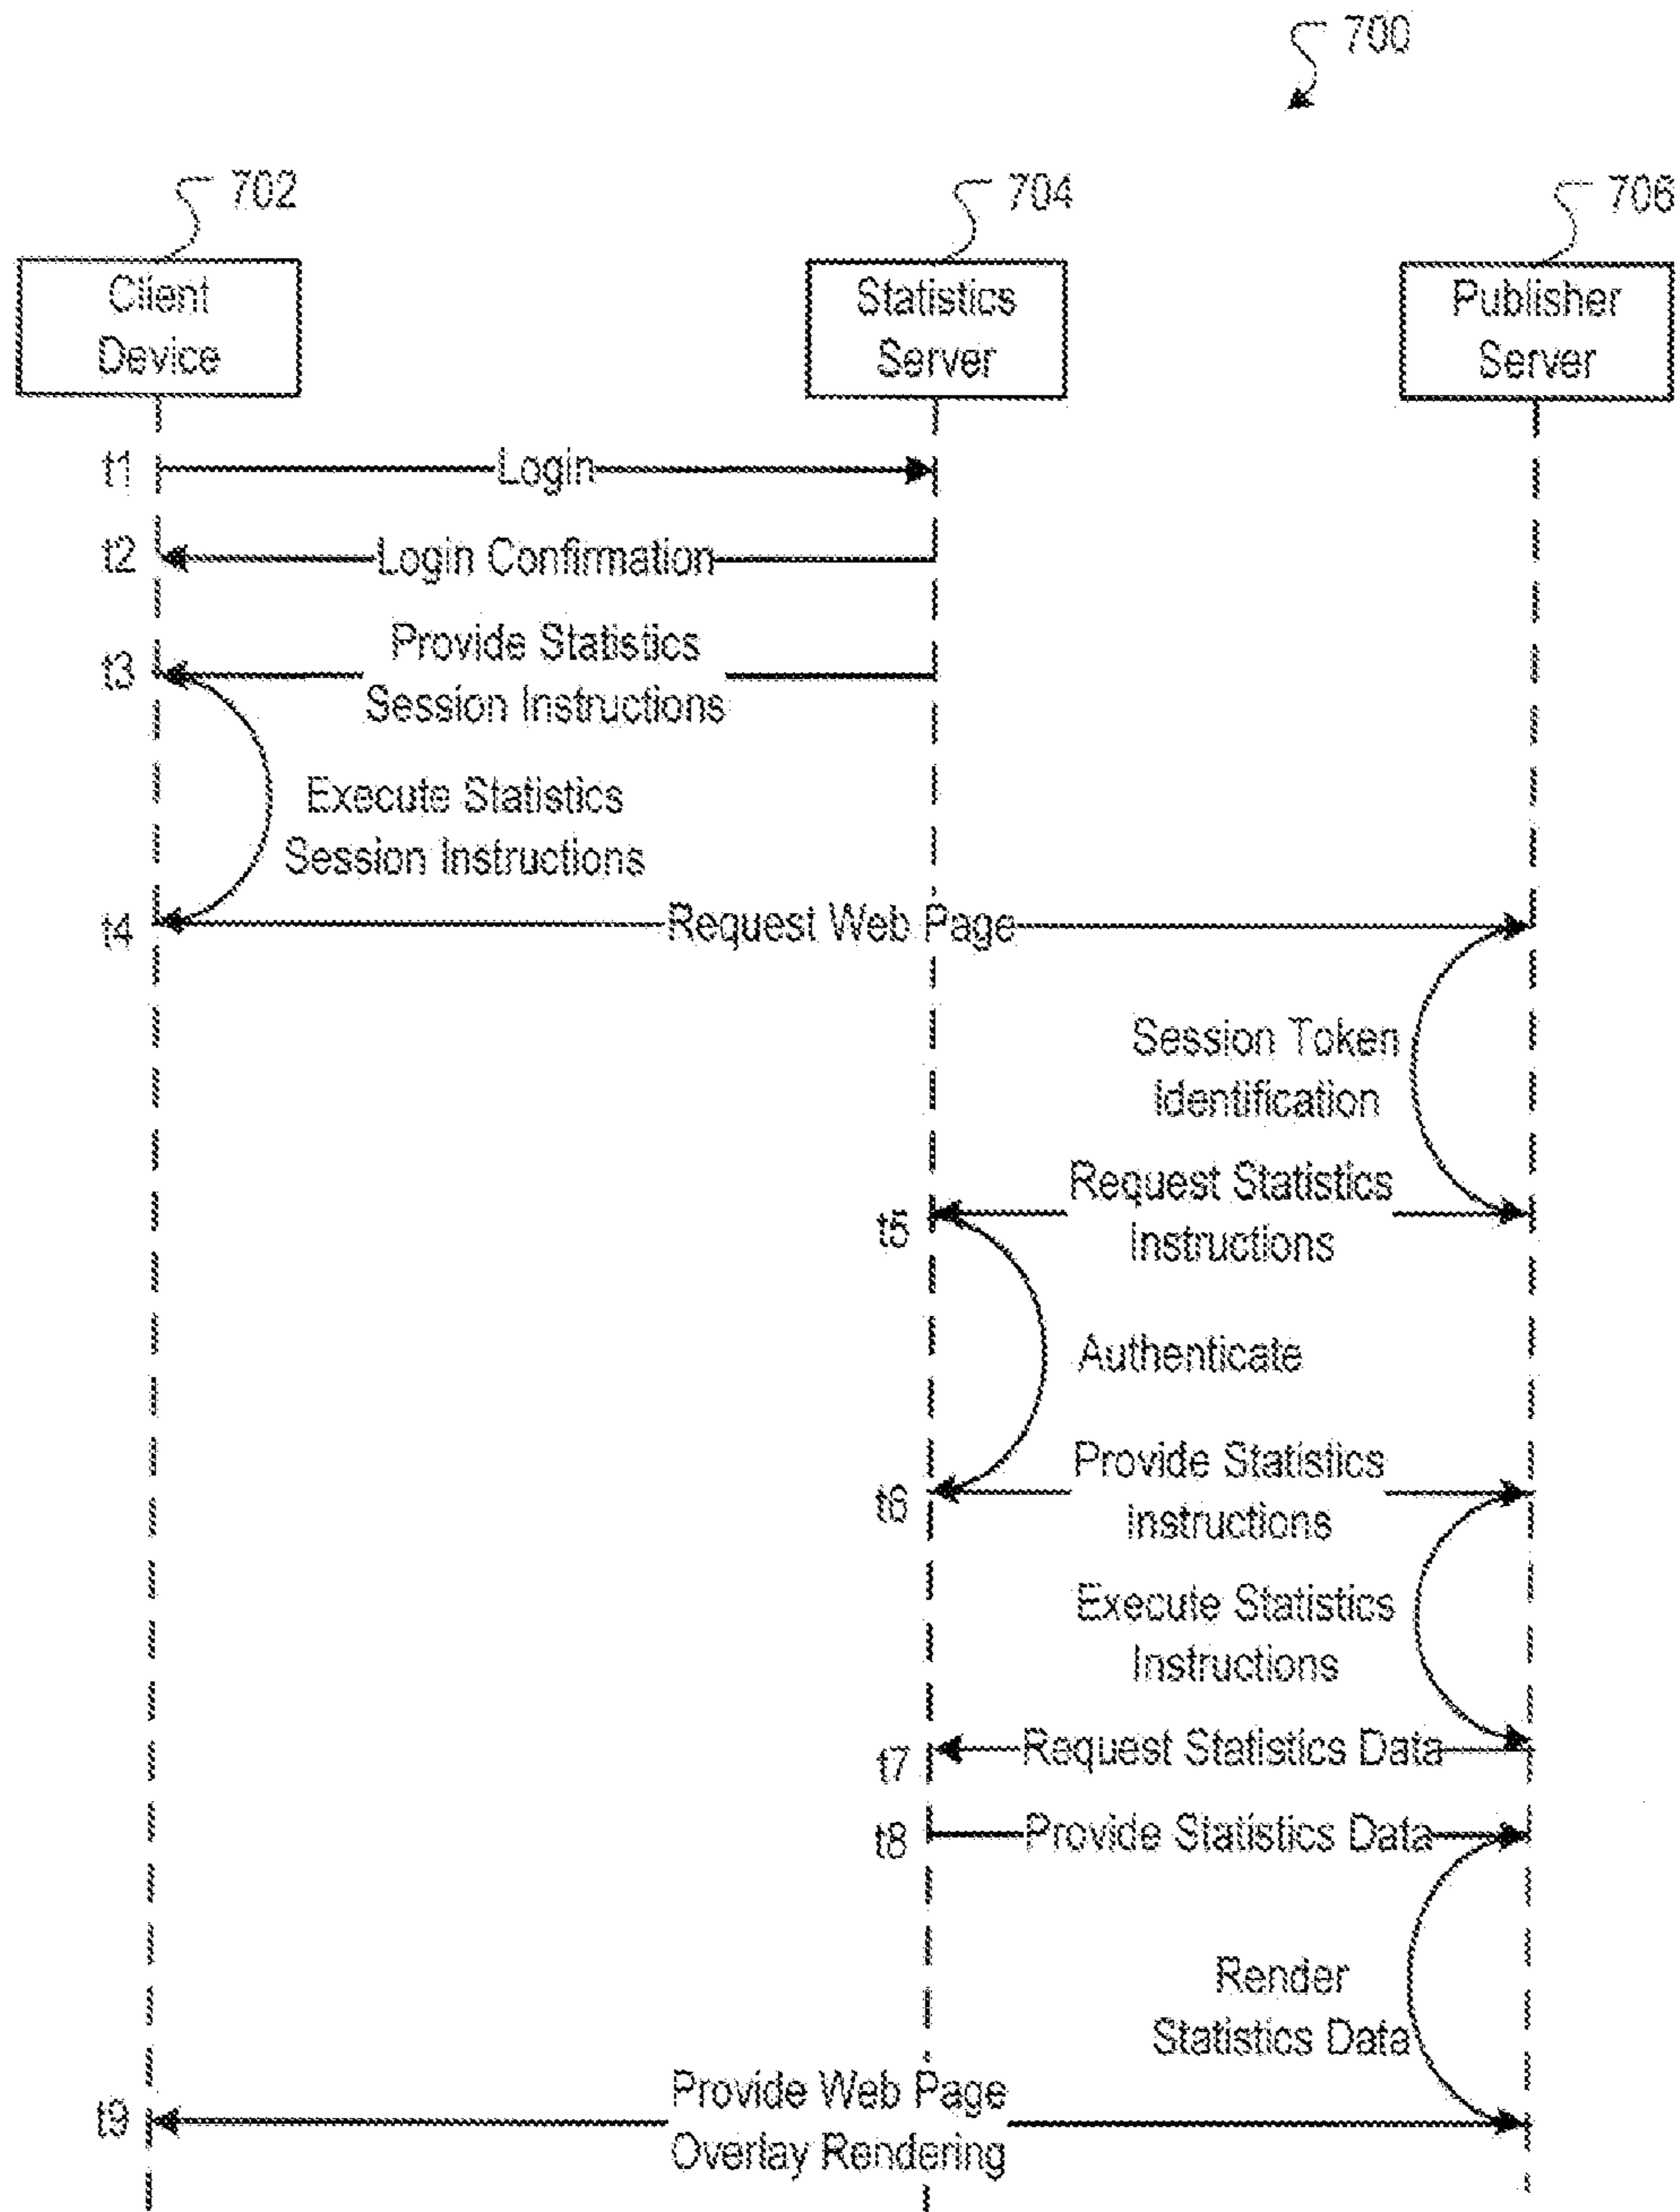 700
702
704
706
Client
Device
Statistics
Server
Publisher
Server
t1
Login
t2
Login Confirmation
t3
Provide Statistics
Session Instructions
Execute Statistics
Session Instructions
t4
Request Web Page
Session Token
Identification
t5
Request Statistics
Instructions
Authenticate
t6
Provide Statistics
Instructions
Execute Statistics
Instructions
t7
Request Statistics Data
t8
Provide Statistics Data
Render
Statistics Data
t9
Provide Web Page
Overlay Rendering